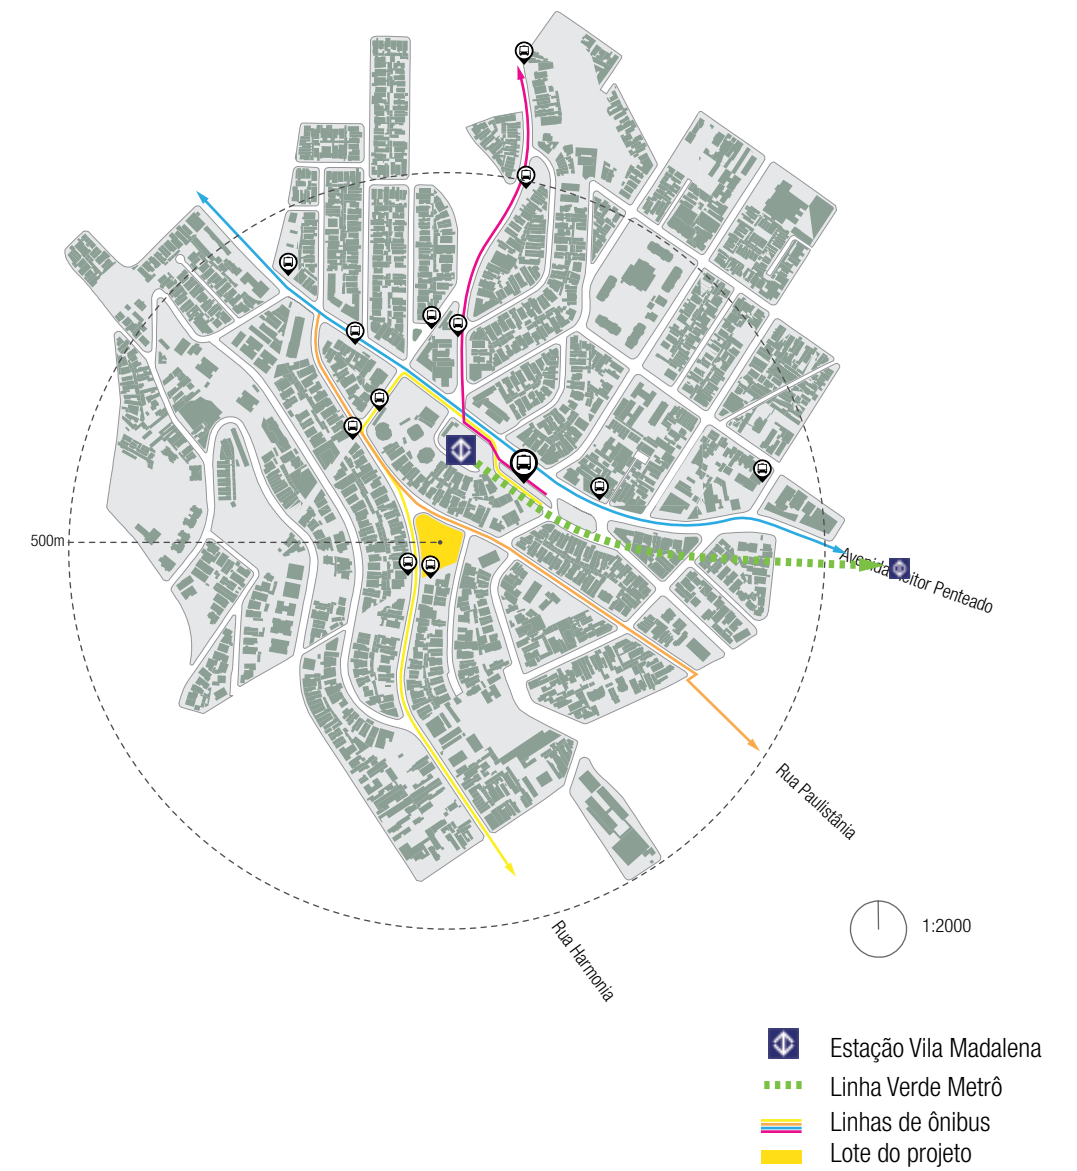 500m
Avenida Heitor Penteado
Rua Paulistânia
Rua Harmonia
1:2000
Estação Vila Madalena
Linha Verde Metrô
Linhas de ônibus
Lote do projeto